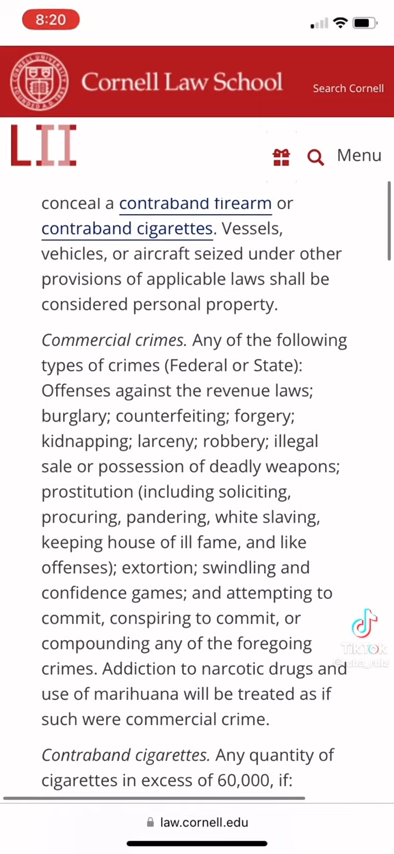 8:20
Cornell Law School
Search Cornell
LII
Menu
conceal a contraband firearm or
contraband cigarettes. Vessels,
vehicles, or aircraft seized under other
provisions of applicable laws shall be
considered personal property.
Commercial crimes. Any of the following
types of crimes (Federal or State):
Offenses against the revenue laws;
burglary; counterfeiting; forgery;
kidnapping; larceny; robbery; illegal
sale or possession of deadly weapons;
prostitution (including soliciting,
procuring, pandering, white slaving,
keeping house of ill fame, and like
offenses); extortion; swindling and
confidence games; and attempting to
commit, conspiring to commit, or
compounding any of the foregoing
crimes. Addiction to narcotic drugs and
use of marihuana will be treated as if
such were commercial crime.
TikTok
Contraband cigarettes. Any quantity of
cigarettes in excess of 60,000, if:
law.cornell.edu